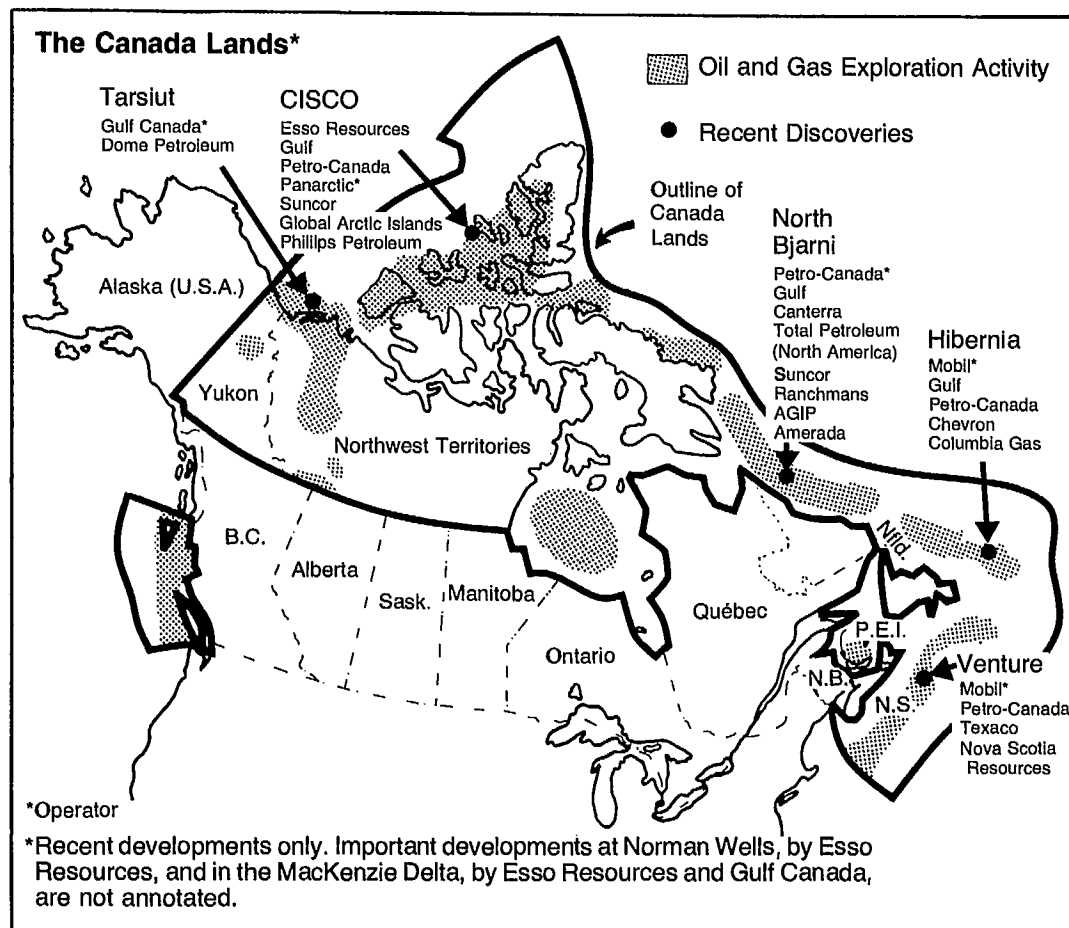 The Canada Lands*
Oil and Gas Exploration Activity
Recent Discoveries
Tarsiut
Gulf Canada*
Dome Petroleum
CISCO
Esso Resources
Gulf
Petro-Canada
Panarctic*
Suncor
Global Arctic Islands
Phillips Petroleum
Outline of
Canada
Lands
North
Bjarni
Petro-Canada*
Gulf
Canterra
Total Petroleum
(North America)
Suncor
Ranchmans
AGIP
Amerada
Hibernia
Mobil*
Gulf
Petro-Canada
Chevron
Columbia Gas
Alaska (U.S.A.)
Yukon
Northwest Territories
B.C.
Alberta
Sask.
Manitoba
Ontario
Québec
Nfld.
P.E.I.
N.B.
N.S.
Venture
Mobil*
Petro-Canada
Texaco
Nova Scotia
Resources
*Operator
*Recent developments only. Important developments at Norman Wells, by Esso
Resources, and in the MacKenzie Delta, by Esso Resources and Gulf Canada,
are not annotated.